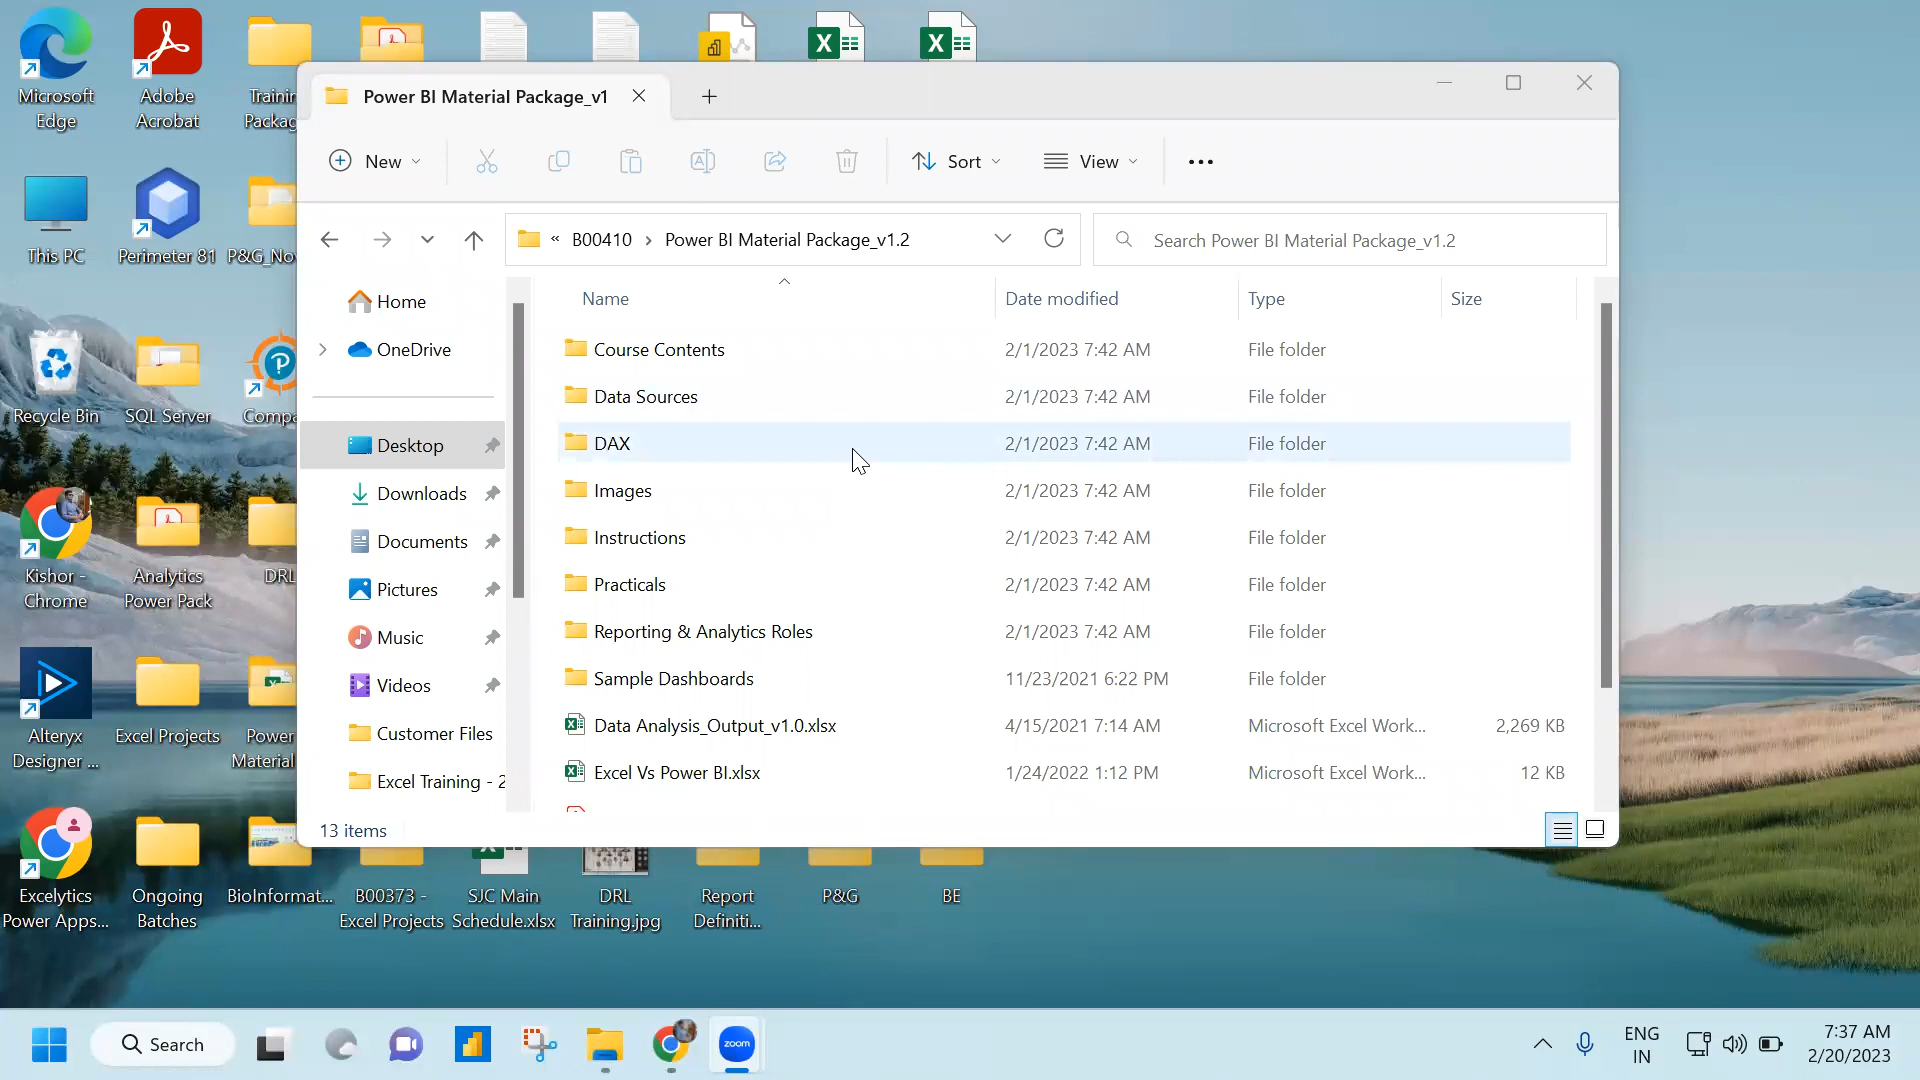 Microsoft
Edge
Adobe
Acrobat
Trainin
Packag
This PC
Perimeter 81
P&G_No
Recycle Bin
SQL Server
Compa
Kishor -
Chrome
Analytics
Power Pack
DRL
Alteryx
Designer ...
Excel Projects
Power
Material
Excelytics
Power Apps...
Ongoing
Batches
BioInformat...
B00373 -
Excel Projects
SJC Main
Schedule.xlsx
DRL
Training.jpg
Report
Definiti...
P&G
BE
Power BI Material Package_v1
New
Sort
View
« B00410 › Power BI Material Package_v1.2
Search Power BI Material Package_v1.2
Home
OneDrive
Desktop
Downloads
Documents
Pictures
Music
Videos
Customer Files
Excel Training - 2
Name Date modified Type Size
Course Contents 2/1/2023 7:42 AM File folder
Data Sources 2/1/2023 7:42 AM File folder
DAX 2/1/2023 7:42 AM File folder
Images 2/1/2023 7:42 AM File folder
Instructions 2/1/2023 7:42 AM File folder
Practicals 2/1/2023 7:42 AM File folder
Reporting & Analytics Roles 2/1/2023 7:42 AM File folder
Sample Dashboards 11/23/2021 6:22 PM File folder
Data Analysis_Output_v1.0.xlsx 4/15/2021 7:14 AM Microsoft Excel Work... 2,269 KB
Excel Vs Power BI.xlsx 1/24/2022 1:12 PM Microsoft Excel Work... 12 KB
13 items
Search
zoom
ENG
IN
7:37 AM
2/20/2023